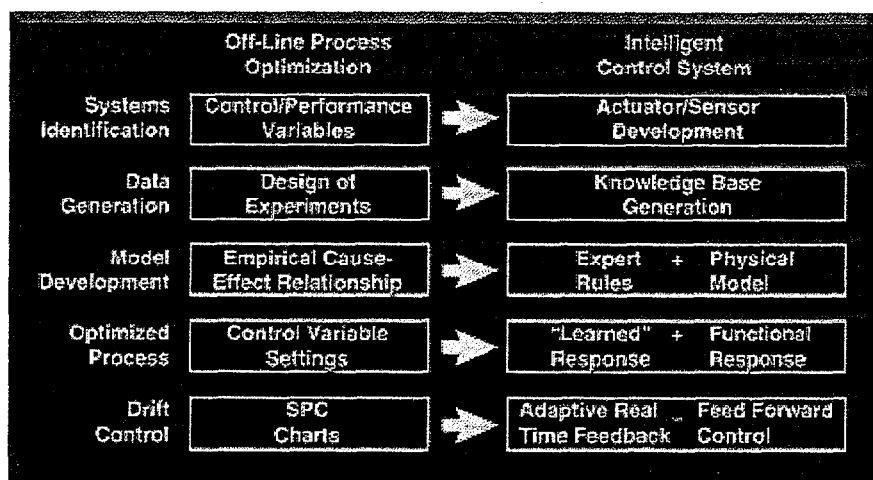 Off-Line Process
Optimization
Intelligent
Control System
Systems
Identification
Control/Performance
Variables
Actuator/Sensor
Development
Data
Generation
Design of
Experiments
Knowledge Base
Generation
Model
Development
Empirical Cause-
Effect Relationship
Expert + Physical
Rules Model
Optimized
Process
Control Variable
Settings
"Learned" + Functional
Response Response
Drift
Control
SPC
Charts
Adaptive Real _ Feed Forward
Time Feedback Control